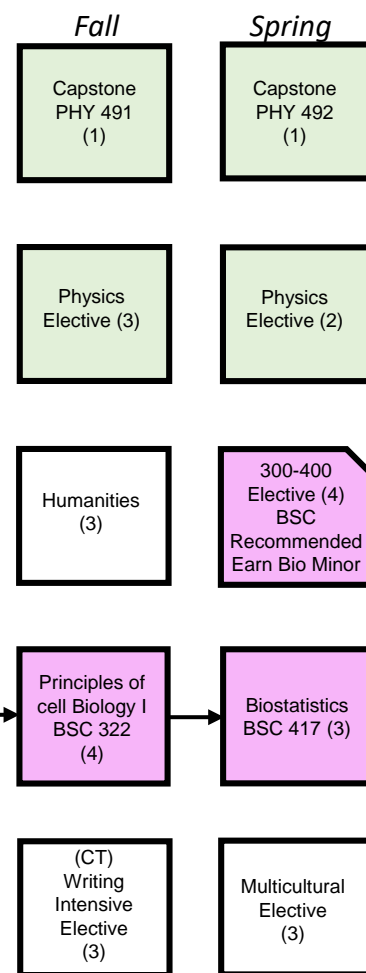 Fall
Spring
Capstone
PHY 491
(1)
Capstone
PHY 492
(1)
Physics
Elective (3)
Physics
Elective (2)
Humanities
(3)
300-400
Elective (4)
BSC
Recommended
Earn Bio Minor
Principles of
cell Biology I
BSC 322
(4)
Biostatistics
BSC 417 (3)
(CT)
Writing
Intensive
Elective
(3)
Multicultural
Elective
(3)